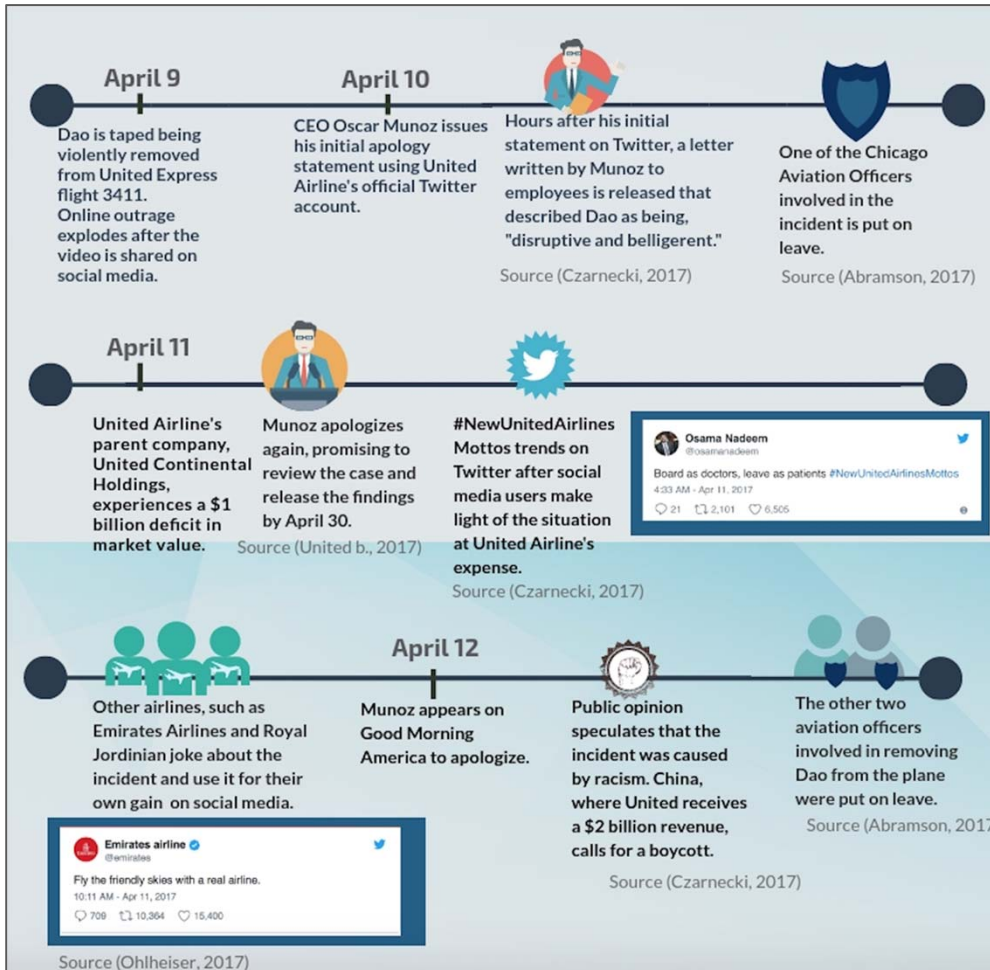 April 9
Dao is taped being
violently removed
from United Express
flight 3411.
Online outrage
explodes after the
video is shared on
social media.
April 10
CEO Oscar Munoz issues
his initial apology
statement using United
Airline's official Twitter
account.
Hours after his initial
statement on Twitter, a letter
written by Munoz to
employees is released that
described Dao as being,
"disruptive and belligerent."
Source (Czarnecki, 2017)
One of the Chicago
Aviation Officers
involved in the
incident is put on
leave.
Source (Abramson, 2017)
April 11
United Airline's
parent company,
United Continental
Holdings,
experiences a $1
billion deficit in
market value.
Munoz apologizes
again, promising to
review the case and
release the findings
by April 30.
Source (United b., 2017)
#NewUnitedAirlines
Mottos trends on
Twitter after social
media users make
light of the situation
at United Airline's
expense.
Source (Czarnecki, 2017)
Osama Nadeem
@osamanadeem
Board as doctors, leave as patients #NewUnitedAirlinesMottos
4:33 AM - Apr 11, 2017
21 2,101 6,505
Other airlines, such as
Emirates Airlines and Royal
Jordinian joke about the
incident and use it for their
own gain on social media.
Emirates airline
@emirates
Fly the friendly skies with a real airline.
10:11 AM - Apr 11, 2017
709 10,364 15,400
Source (Ohlheiser, 2017)
April 12
Munoz appears on
Good Morning
America to apologize.
Public opinion
speculates that the
incident was caused
by racism. China,
where United receives
a $2 billion revenue,
calls for a boycott.
Source (Czarnecki, 2017)
The other two
aviation officers
involved in removing
Dao from the plane
were put on leave.
Source (Abramson, 2017